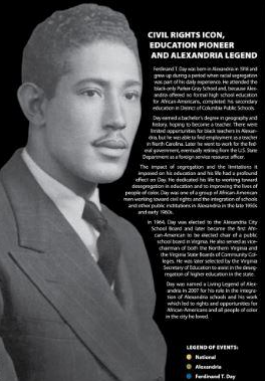 CIVIL RIGHTS ICON,
EDUCATION PIONEER
AND ALEXANDRIA LEGEND
Ferdinand T. Day was born in Alexandria in 1918 and
grew up during a period when racial segregation
was part of his daily experience. He attended the
black-only Parker-Gray School and, because Alex-
andria offered no formal high school education
for African-Americans, completed his secondary
education in District of Columbia Public Schools.
Day earned a bachelor's degree in geography and
history, hoping to become a teacher. There were
limited opportunities for black teachers in Alexan-
dria, but he was able to find employment as a teacher
in North Carolina. Later he went to work for the fed-
eral government, eventually retiring from the U.S. State
Department as a foreign service reserve officer.
The impact of segregation and the limitations it
imposed on his education and his life had a profound
effect on Day. He dedicated his life to working toward
desegregation in education and to improving the lives of
people of color. Day was one of a group of African American
men working toward civil rights and the integration of schools
and other public institutions in Alexandria in the late 1950s
and early 1960s.
In 1964, Day was elected to the Alexandria City
School Board and later became the first Afri-
can-American to be elected chair of a public
school board in Virginia. He also served as vice-
chairman of both the Northern Virginia and
the Virginia State Boards of Community Col-
leges. He was later selected by the Virginia
Secretary of Education to assist in the deseg-
regation of higher education in the state.
Day was named a Living Legend of Alex-
andria in 2007 for his role in the integra-
tion of Alexandria schools and his work
which led to rights and opportunities for
African Americans and all people of color
in the city he loved.
LEGEND OF EVENTS:
National
Alexandria
Ferdinand T. Day